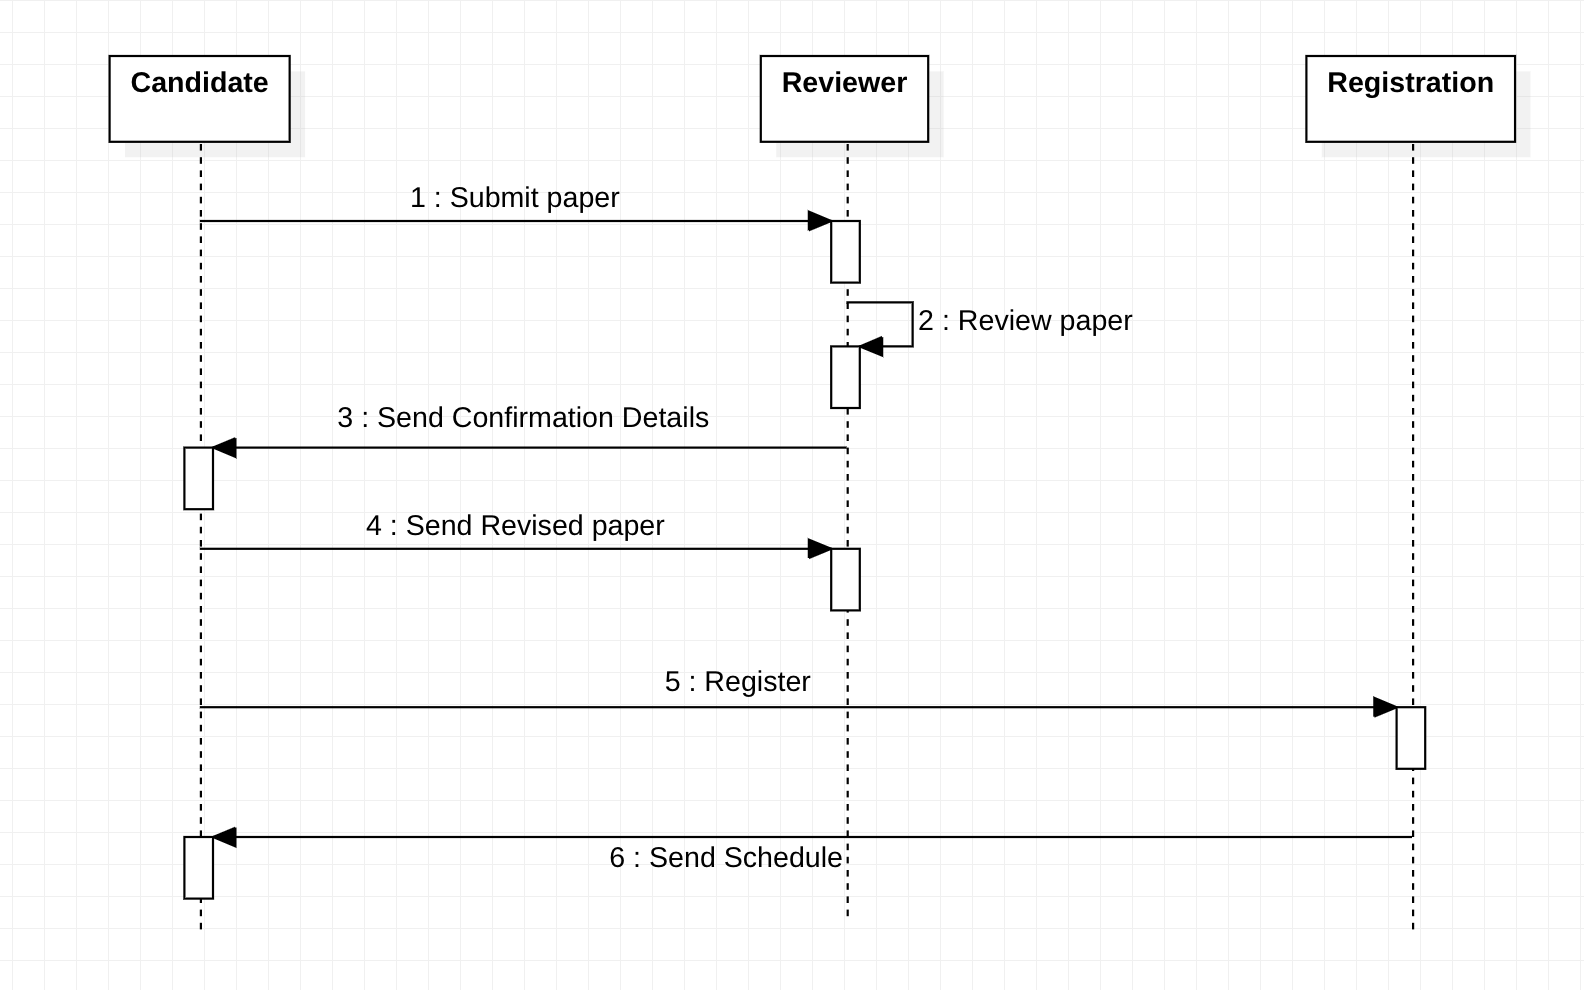 Candidate
Reviewer
Registration
1 : Submit paper
2 : Review paper
3 : Send Confirmation Details
4 : Send Revised paper
5 : Register
6 : Send Schedule